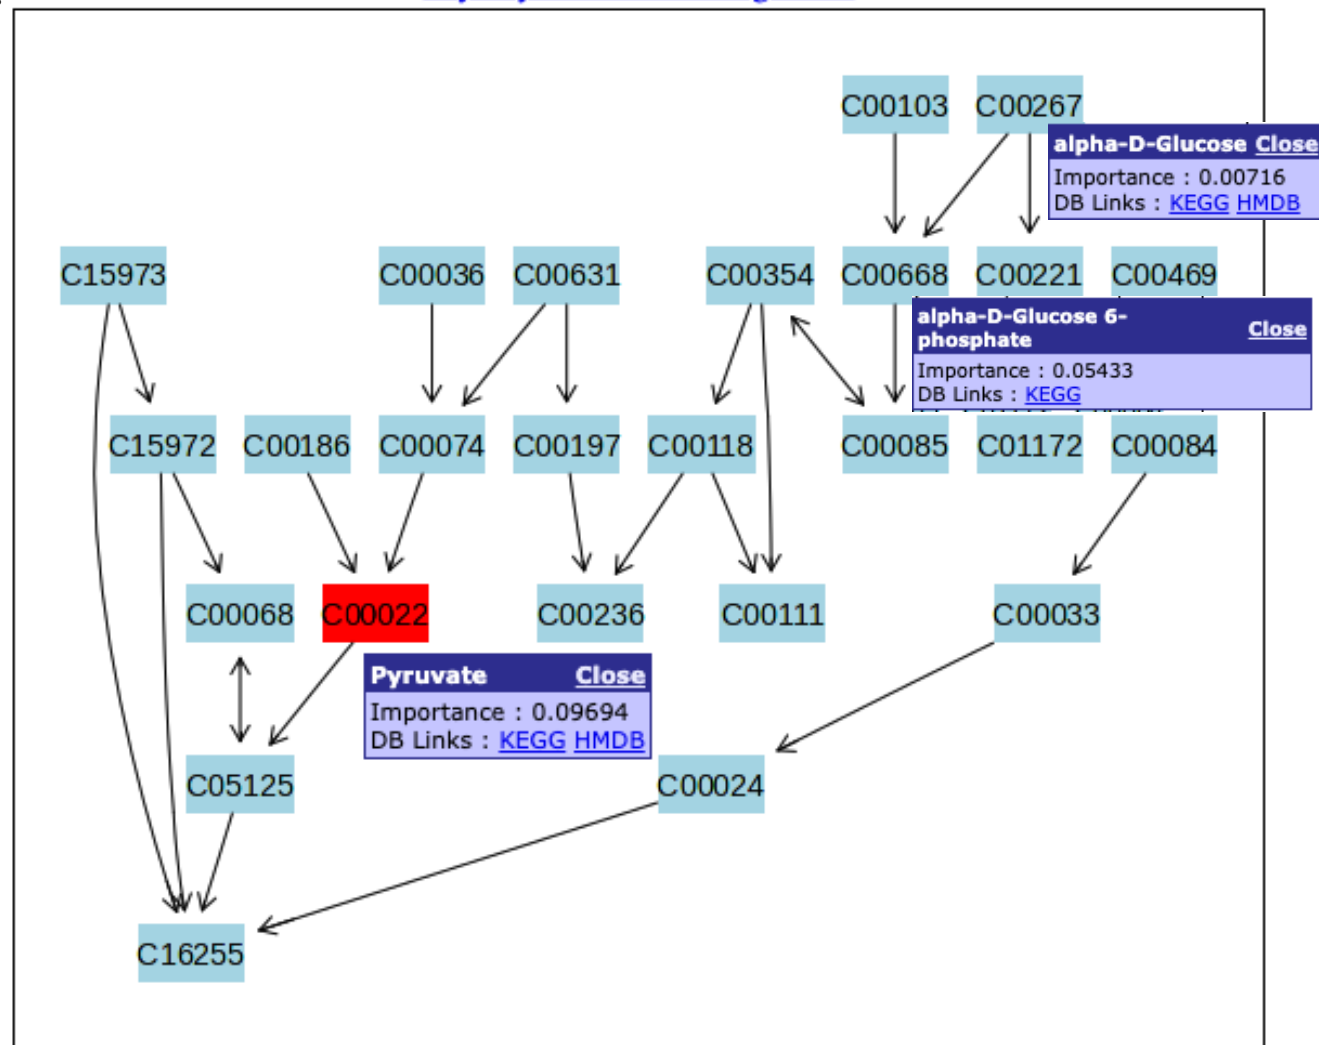 C00103 C00267
alpha-D-Glucose Close
Importance : 0.00716
DB Links : KEGG HMDB
C15973 C00036 C00631 C00354 C00668 C00221 C00469
alpha-D-Glucose 6-
phosphate Close
Importance : 0.05433
DB Links : KEGG
C15972 C00186 C00074 C00197 C00118 C00085 C01172 C00084
C00068 C00022 C00236 C00111 C00033
Pyruvate Close
Importance : 0.09694
DB Links : KEGG HMDB
C05125 C00024
C16255